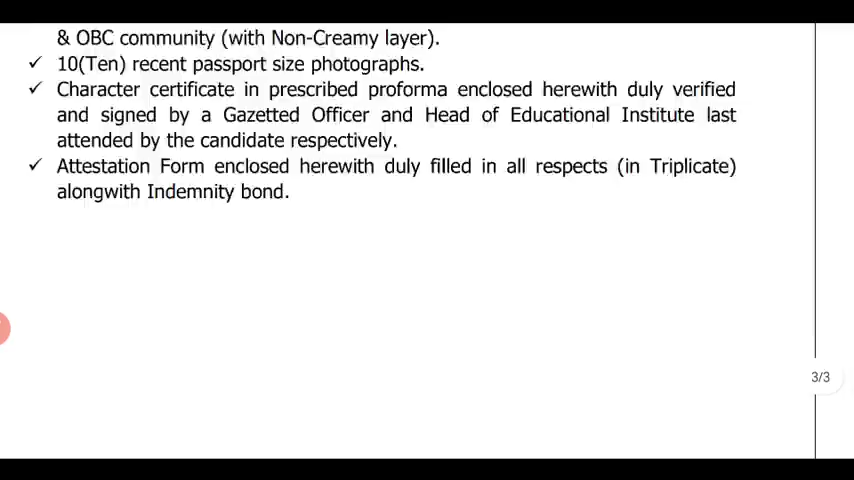 & OBC community (with Non-Creamy layer).
✓ 10(Ten) recent passport size photographs.
✓ Character certificate in prescribed proforma enclosed herewith duly verified
and signed by a Gazetted Officer and Head of Educational Institute last
attended by the candidate respectively.
✓ Attestation Form enclosed herewith duly filled in all respects (in Triplicate)
alongwith Indemnity bond.
3/3